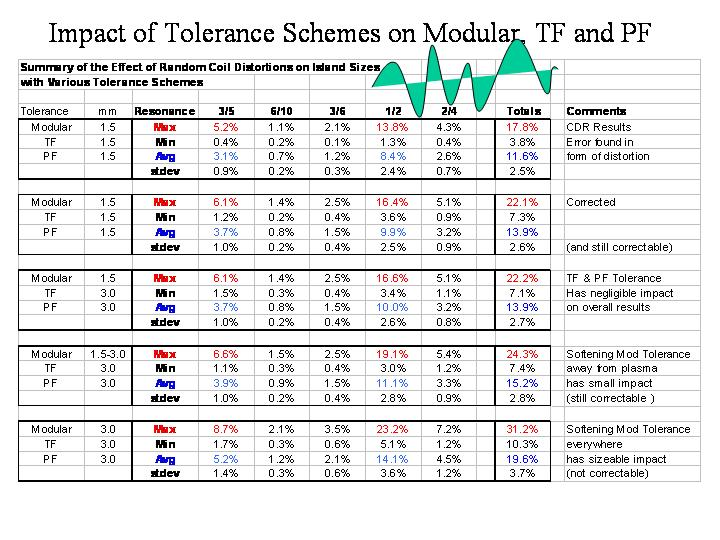 Impact of Tolerance Schemes on Modular, TF and PF
Summary of the Effect of Random Coil Distortions on Island Sizes
with Various Tolerance Schemes
Tolerance mm Resonance 3/5 6/10 3/6 1/2 2/4 Totals Comments
Modular 1.5 Max 5.2% 1.1% 2.1% 13.8% 4.3% 17.8% CDR Results
TF 1.5 Min 0.4% 0.2% 0.1% 1.3% 0.4% 3.8% Error found in
PF 1.5 Avg 3.1% 0.7% 1.2% 8.4% 2.6% 11.6% form of distortion
stdev 0.9% 0.2% 0.3% 2.4% 0.7% 2.5%
Modular 1.5 Max 6.1% 1.4% 2.5% 16.4% 5.1% 22.1% Corrected
TF 1.5 Min 1.2% 0.2% 0.4% 3.6% 0.9% 7.3%
PF 1.5 Avg 3.7% 0.8% 1.5% 9.9% 3.2% 13.9%
stdev 1.0% 0.2% 0.4% 2.5% 0.9% 2.6% (and still correctable)
Modular 1.5 Max 6.1% 1.4% 2.5% 16.6% 5.1% 22.2% TF & PF Tolerance
TF 3.0 Min 1.5% 0.3% 0.4% 3.4% 1.1% 7.1% Has negligible impact
PF 3.0 Avg 3.7% 0.8% 1.5% 10.0% 3.2% 13.9% on overall results
stdev 1.0% 0.2% 0.4% 2.6% 0.8% 2.7%
Modular 1.5-3.0 Max 6.6% 1.5% 2.5% 19.1% 5.4% 24.3% Softening Mod Tolerance
TF 3.0 Min 1.1% 0.3% 0.4% 3.0% 1.2% 7.4% away from plasma
PF 3.0 Avg 3.9% 0.9% 1.5% 11.1% 3.3% 15.2% has small impact
stdev 1.0% 0.2% 0.4% 2.8% 0.9% 2.8% (still correctable )
Modular 3.0 Max 8.7% 2.1% 3.5% 23.2% 7.2% 31.2% Softening Mod Tolerance
TF 3.0 Min 1.7% 0.3% 0.6% 5.1% 1.2% 10.3% everywhere
PF 3.0 Avg 5.2% 1.2% 2.1% 14.1% 4.5% 19.6% has sizeable impact
stdev 1.4% 0.3% 0.6% 3.6% 1.2% 3.7% (not correctable)